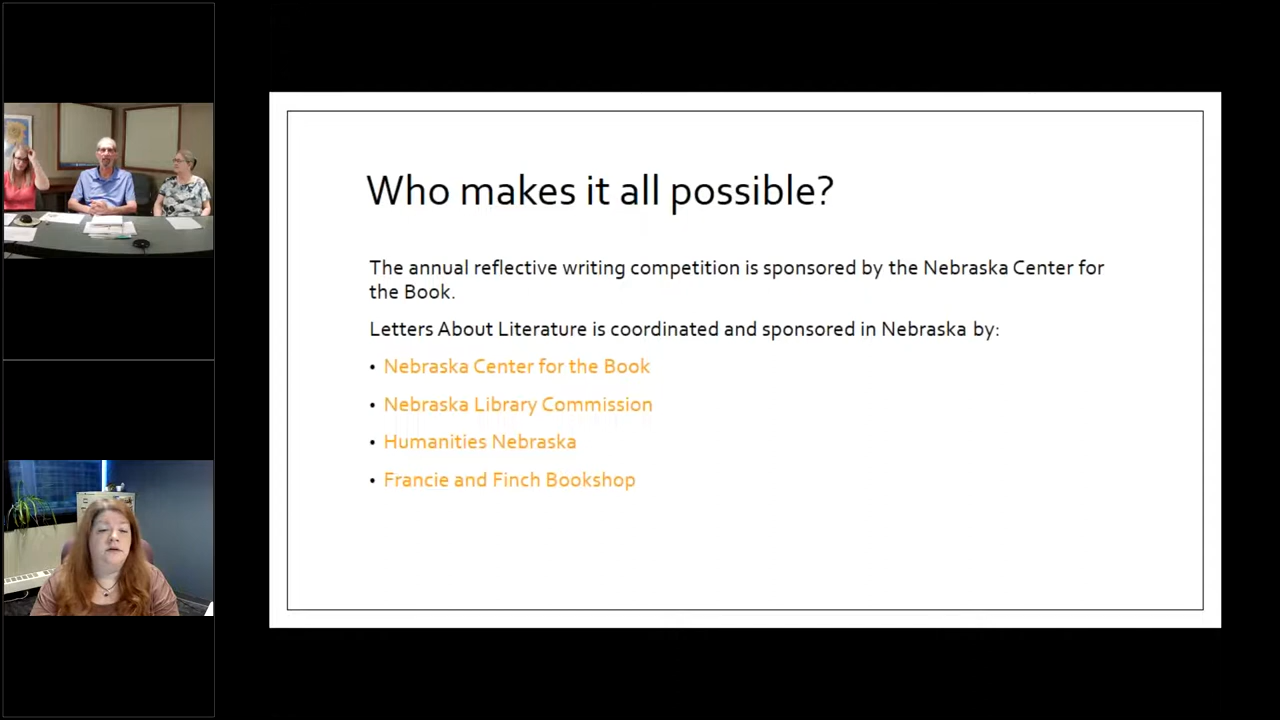 Who makes it all possible?
The annual reflective writing competition is sponsored by the Nebraska Center for
the Book.
Letters About Literature is coordinated and sponsored in Nebraska by:
• Nebraska Center for the Book
• Nebraska Library Commission
• Humanities Nebraska
• Francie and Finch Bookshop